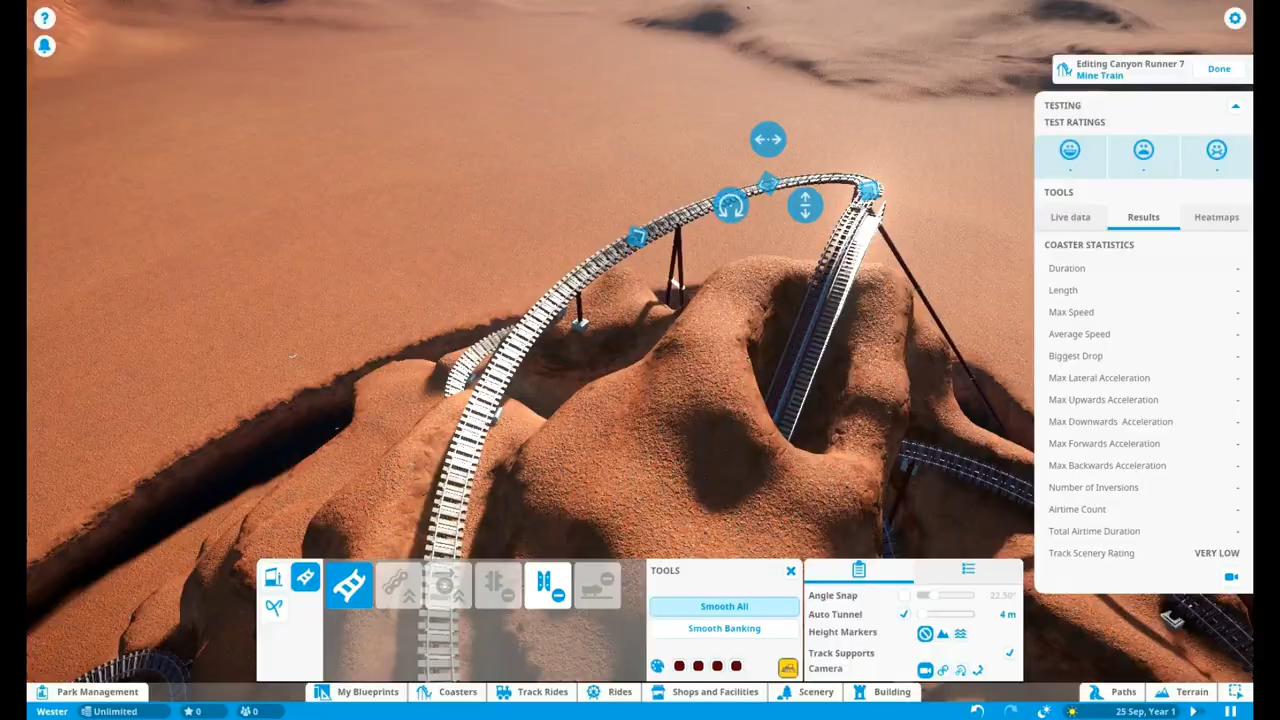 ?
Editing Canyon Runner 7
Mine Train
Done
TESTING
TEST RATINGS
- - -
TOOLS
Live data Results Heatmaps
COASTER STATISTICS
Duration -
Length -
Max Speed -
Average Speed -
Biggest Drop -
Max Lateral Acceleration -
Max Upwards Acceleration -
Max Downwards Acceleration -
Max Forwards Acceleration -
Max Backwards Acceleration -
Number of Inversions -
Airtime Count -
Total Airtime Duration -
Track Scenery Rating VERY LOW
TOOLS
Smooth All
Smooth Banking
Angle Snap 22.50°
Auto Tunnel 4 m
Height Markers
Track Supports
Camera
Park Management My Blueprints Coasters Track Rides Rides Shops and Facilities Scenery Building Paths Terrain
Wester Unlimited 0 0 25 Sep, Year 1